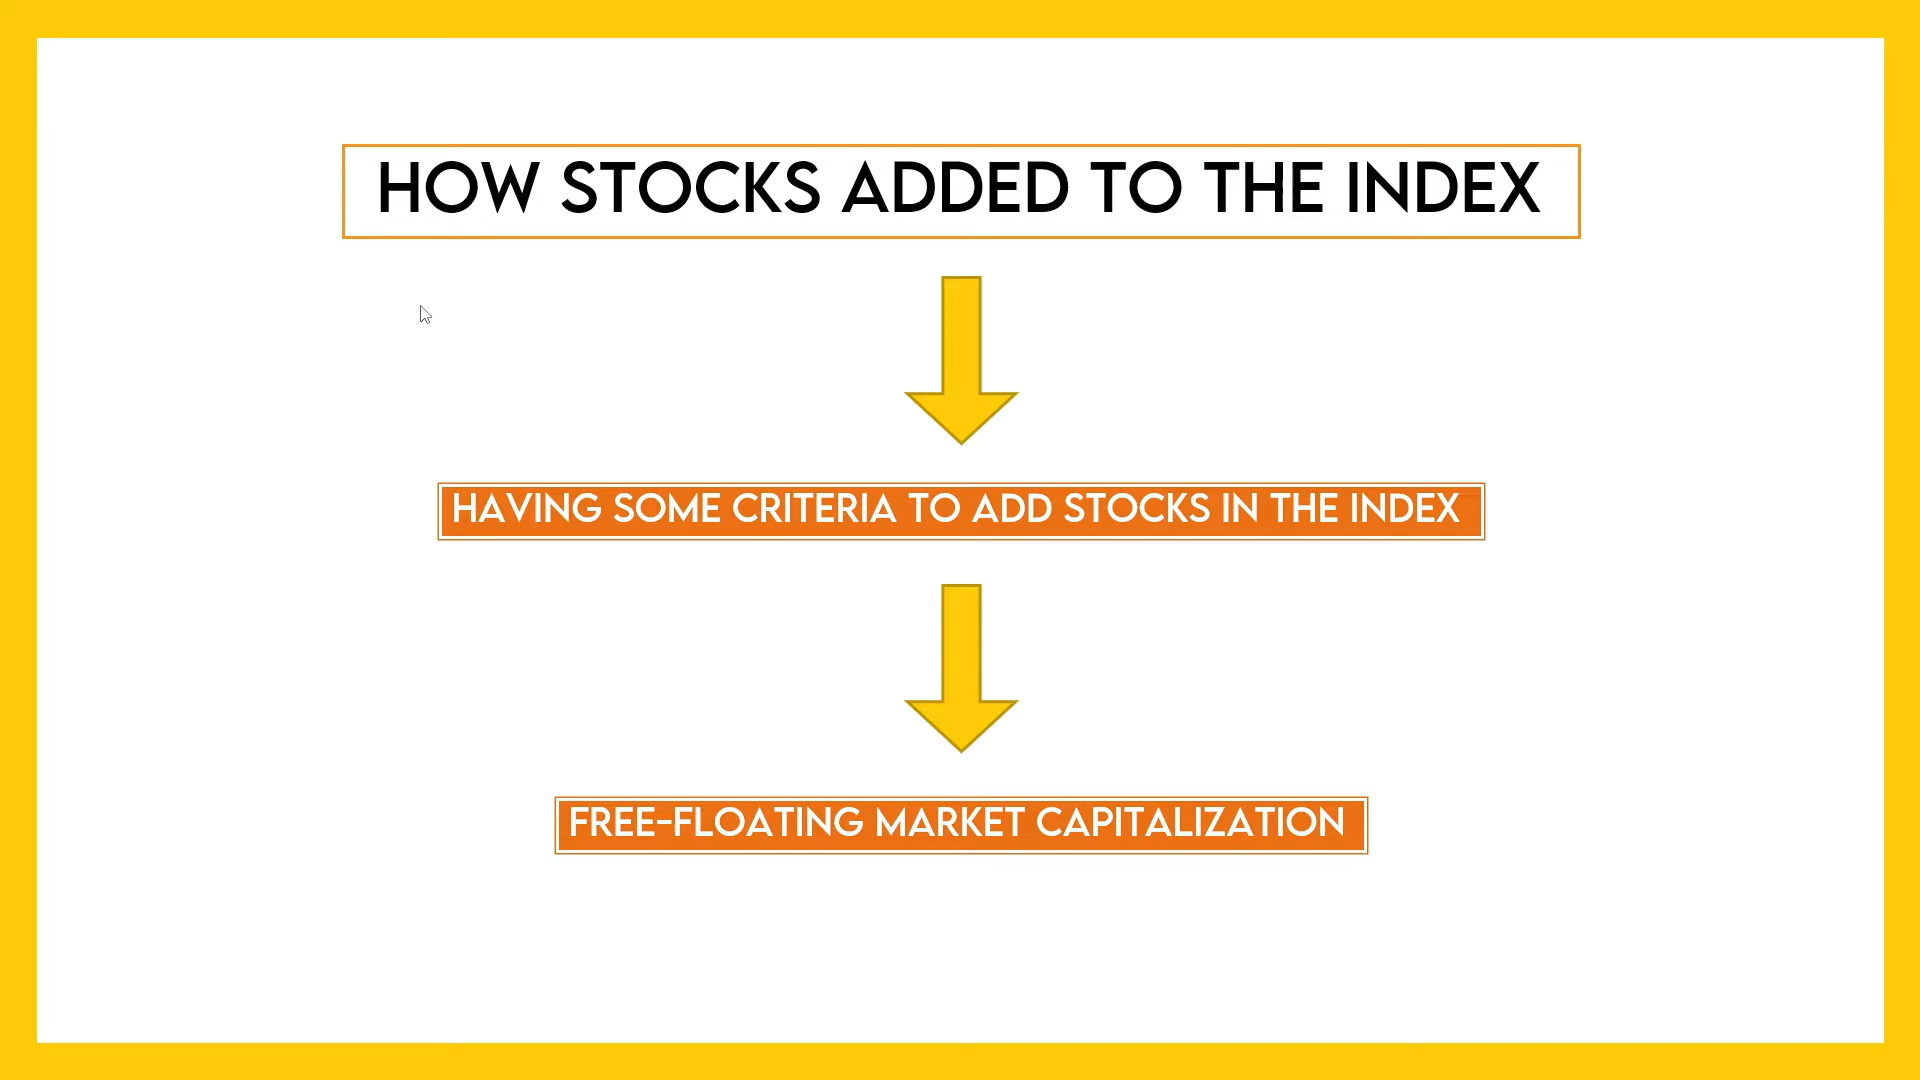 HOW STOCKS ADDED TO THE INDEX
HAVING SOME CRITERIA TO ADD STOCKS IN THE INDEX
FREE-FLOATING MARKET CAPITALIZATION